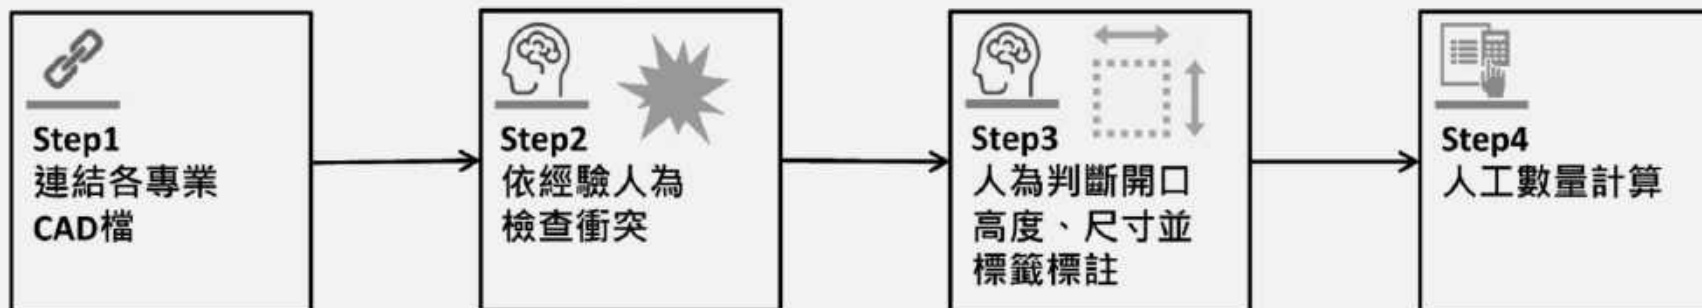 Step1
連結各專業
CAD檔
Step2
依經驗人為
檢查衝突
Step3
人為判斷開口
高度、尺寸並
標籤標註
Step4
人工數量計算